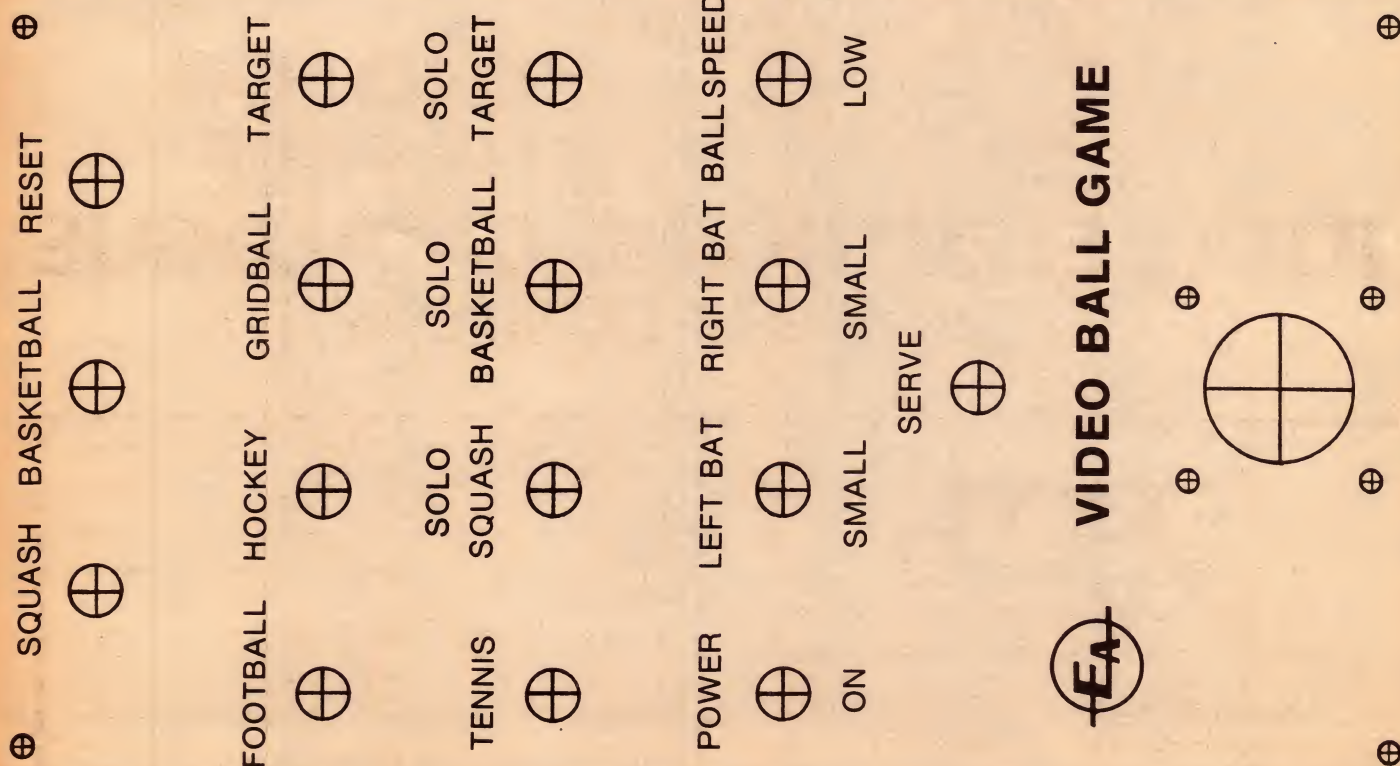 SQUASH BASKETBALL RESET
FOOTBALL HOCKEY GRIDBALL TARGET
SOLO SOLO SOLO
TENNIS SQUASH BASKETBALL TARGET
POWER LEFT BAT RIGHT BAT BALL SPEED
ON SMALL SMALL LOW
SERVE
EA VIDEO BALL GAME